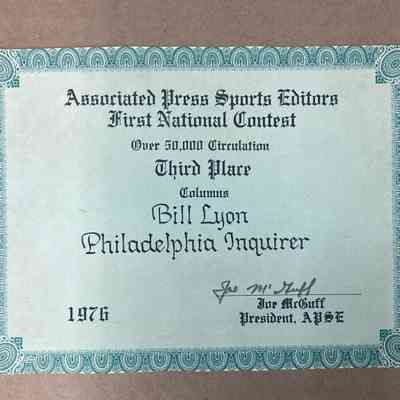 Associated Press Sports Editors
First National Contest
Over 50,000 Circulation
Third Place
Columns
Bill Lyon
Philadelphia Inquirer
Joe McGuff
1976
Joe McGuff
President, APSE